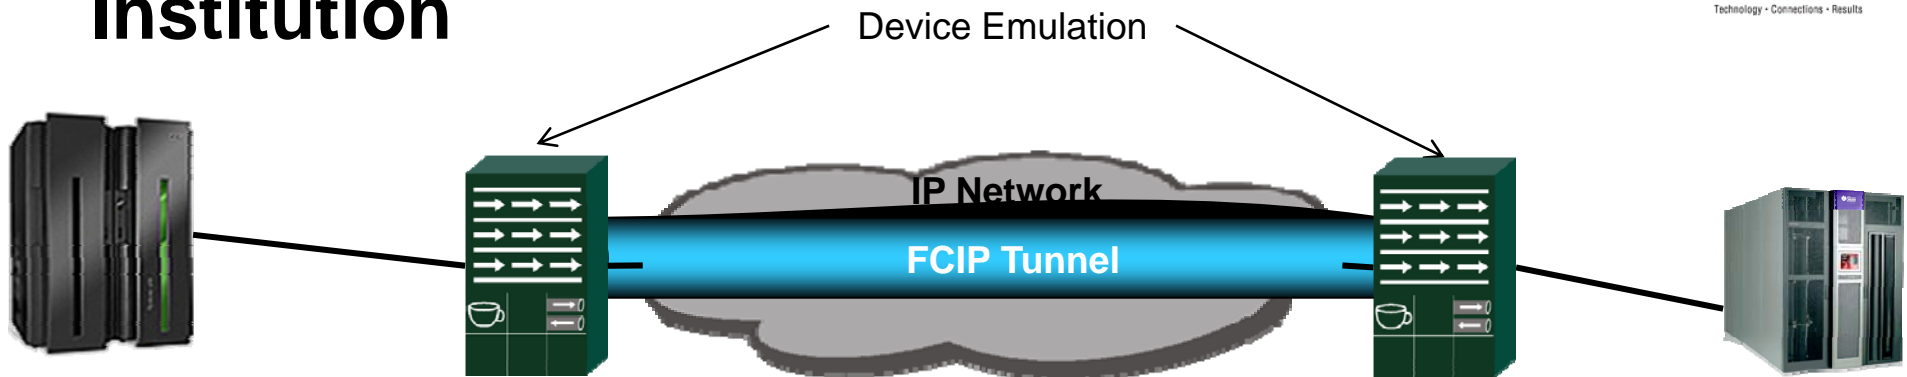 Institution
Device Emulation
Technology • Connections • Results
IP Network
FCIP Tunnel